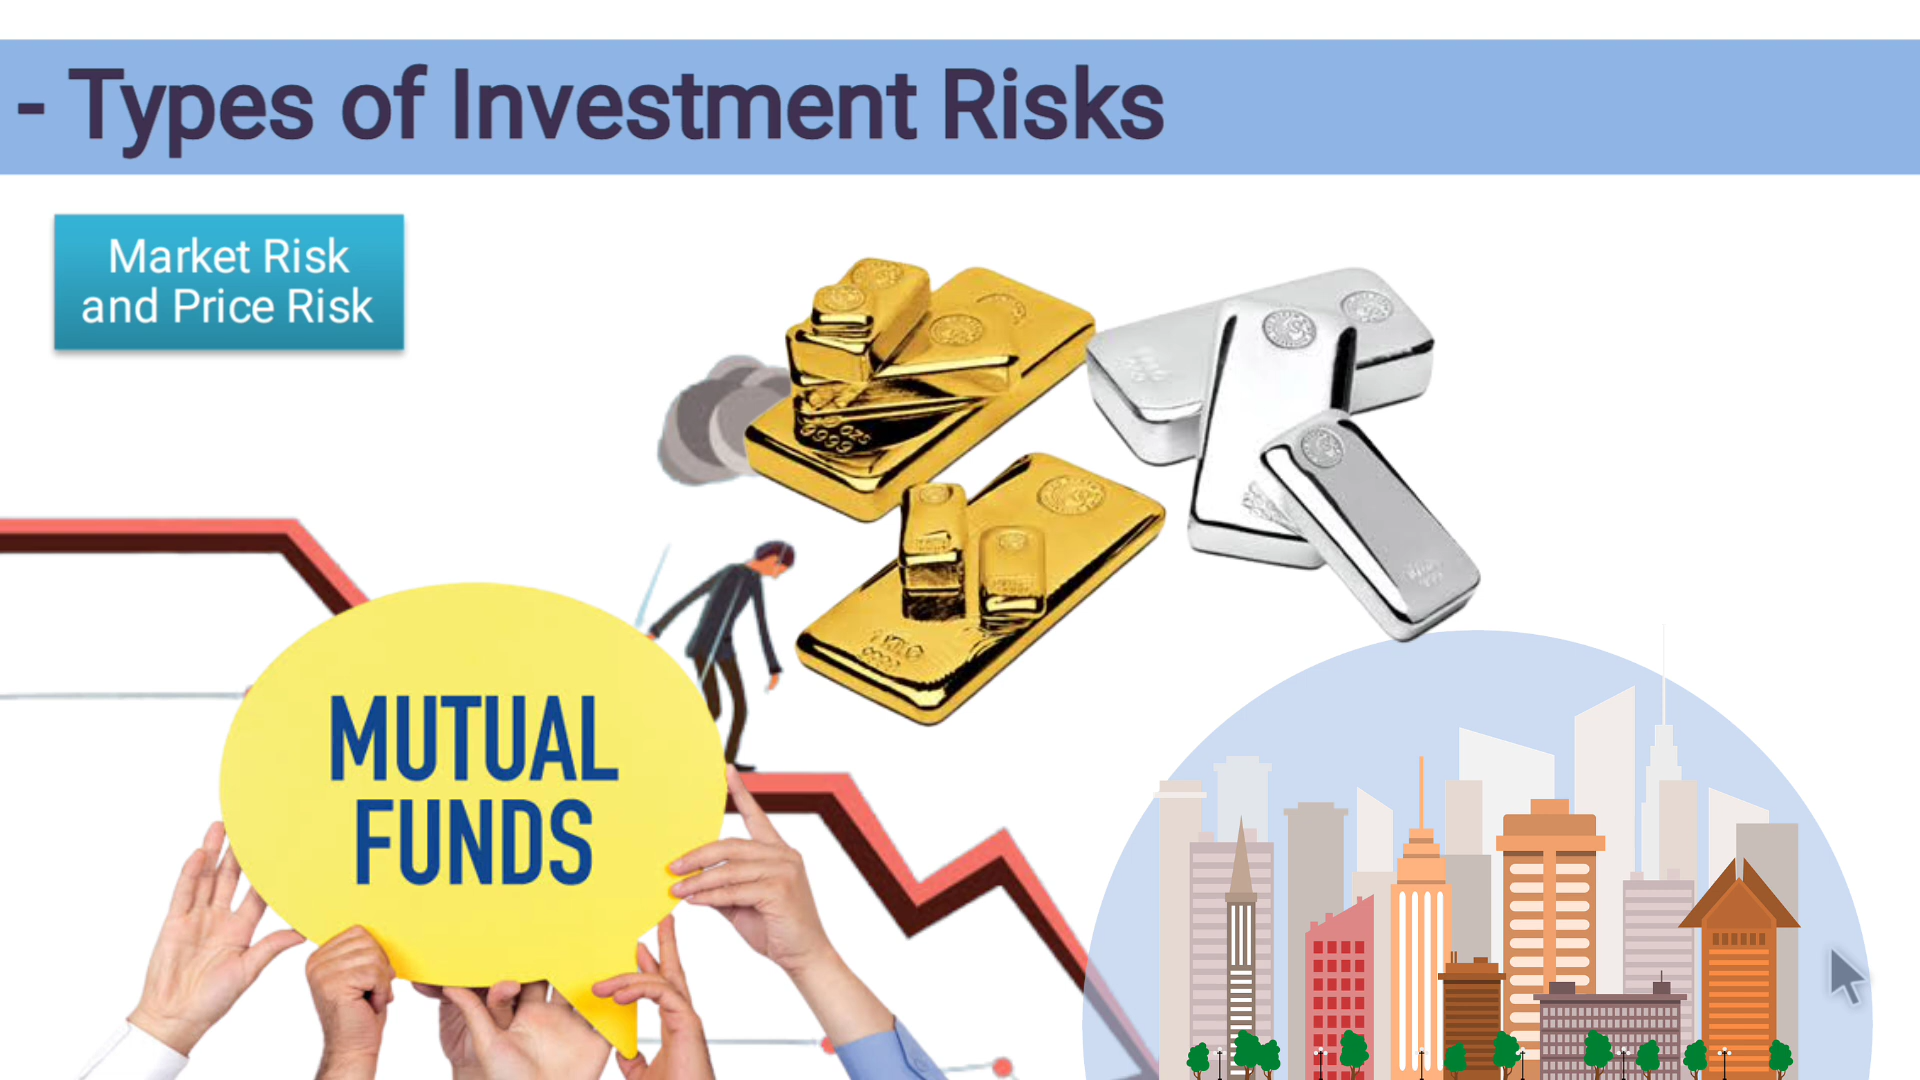 - Types of Investment Risks
Market Risk
and Price Risk
MUTUAL
FUNDS